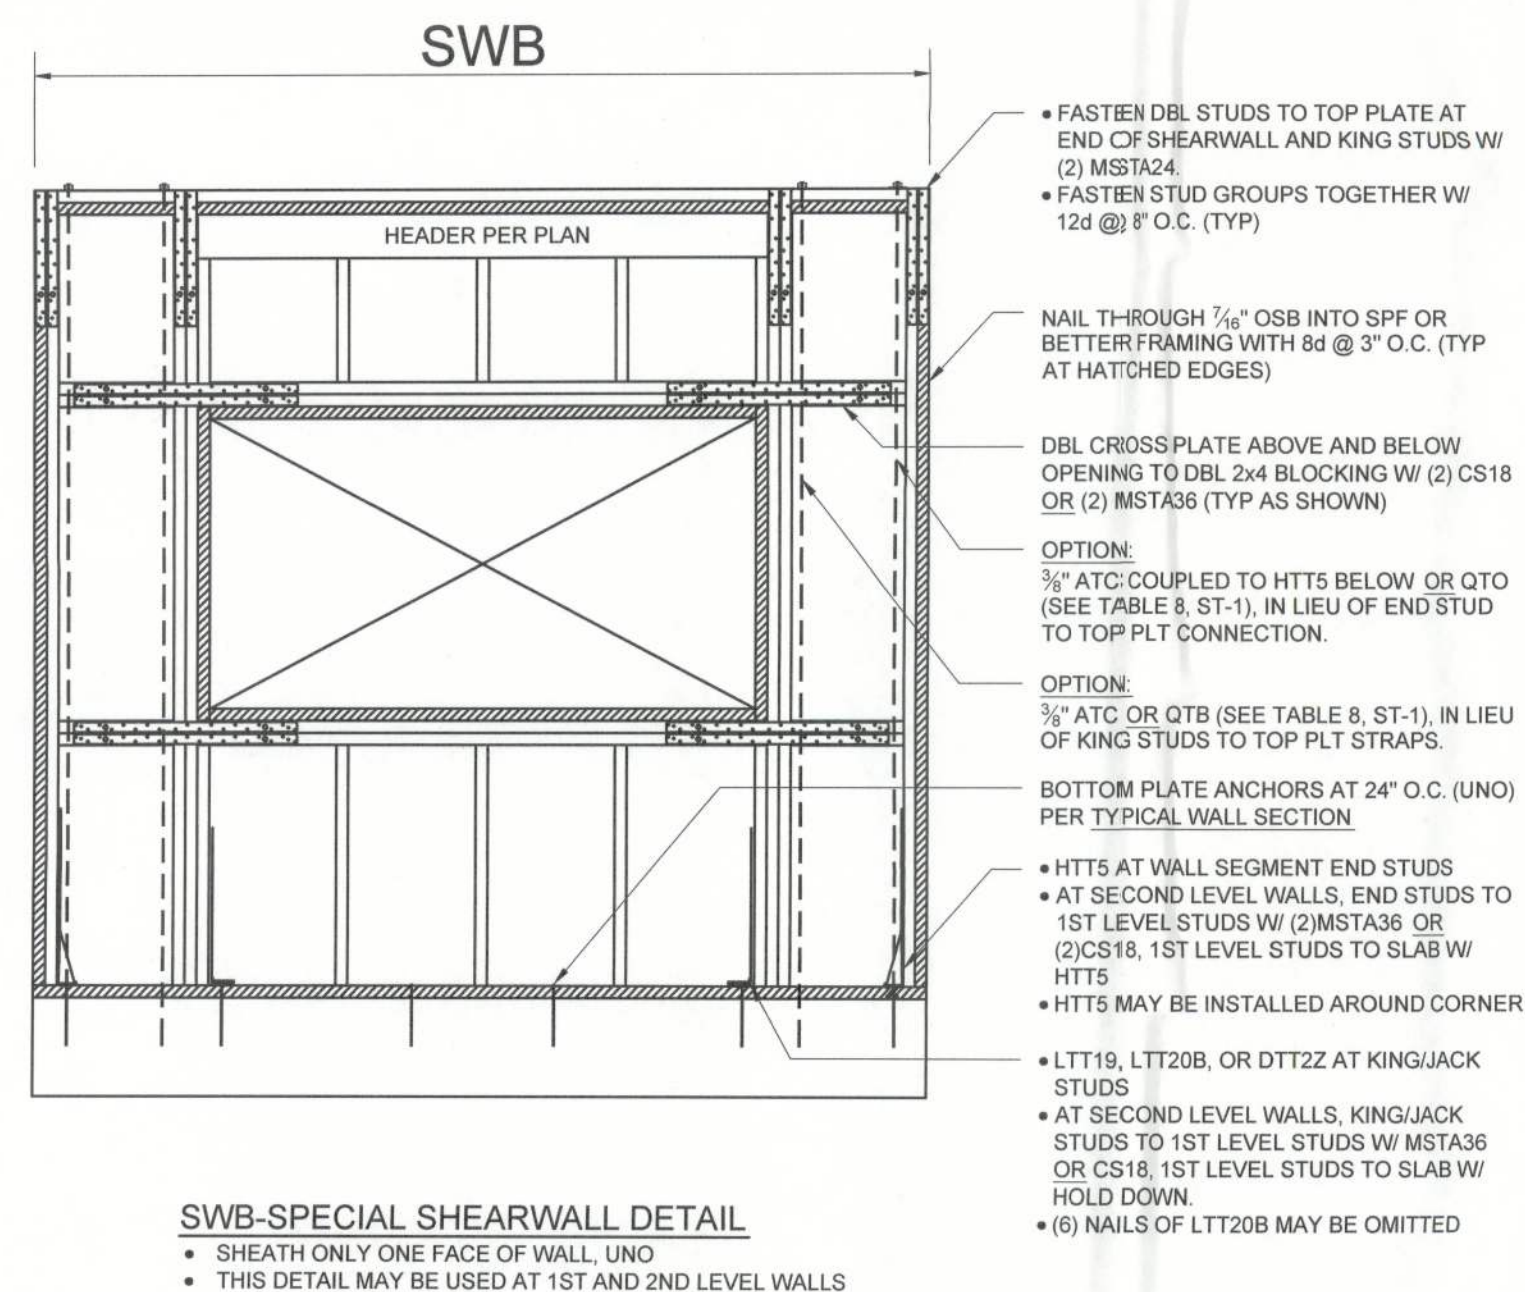 SWB
• FASTEN DBL STUDS TO TOP PLATE AT
END OF SHEARWALL AND KING STUDS W/
(2) MSTA24.
• FASTEN STUD GROUPS TOGETHER W/
12d @ 8" O.C. (TYP)
HEADER PER PLAN
NAIL THROUGH 7/16" OSB INTO SPF OR
BETTER FRAMING WITH 8d @ 3" O.C. (TYP
AT HATCHED EDGES)
DBL CROSS PLATE ABOVE AND BELOW
OPENING TO DBL 2x4 BLOCKING W/ (2) CS18
OR (2) MSTA36 (TYP AS SHOWN)
OPTION:
3/8" ATC COUPLED TO HTT5 BELOW OR QTO
(SEE TABLE 8, ST-1), IN LIEU OF END STUD
TO TOP PLT CONNECTION.
OPTION:
3/8" ATC OR QTB (SEE TABLE 8, ST-1), IN LIEU
OF KING STUDS TO TOP PLT STRAPS.
BOTTOM PLATE ANCHORS AT 24" O.C. (UNO)
PER TYPICAL WALL SECTION
• HTT5 AT WALL SEGMENT END STUDS
• AT SECOND LEVEL WALLS, END STUDS TO
1ST LEVEL STUDS W/ (2)MSTA36 OR
(2)CS18, 1ST LEVEL STUDS TO SLAB W/
HTT5
• HTT5 MAY BE INSTALLED AROUND CORNER
• LTT19, LTT20B, OR DTT2Z AT KING/JACK
STUDS
• AT SECOND LEVEL WALLS, KING/JACK
STUDS TO 1ST LEVEL STUDS W/ MSTA36
OR CS18, 1ST LEVEL STUDS TO SLAB W/
HOLD DOWN.
• (6) NAILS OF LTT20B MAY BE OMITTED
SWB-SPECIAL SHEARWALL DETAIL
• SHEATH ONLY ONE FACE OF WALL, UNO
• THIS DETAIL MAY BE USED AT 1ST AND 2ND LEVEL WALLS